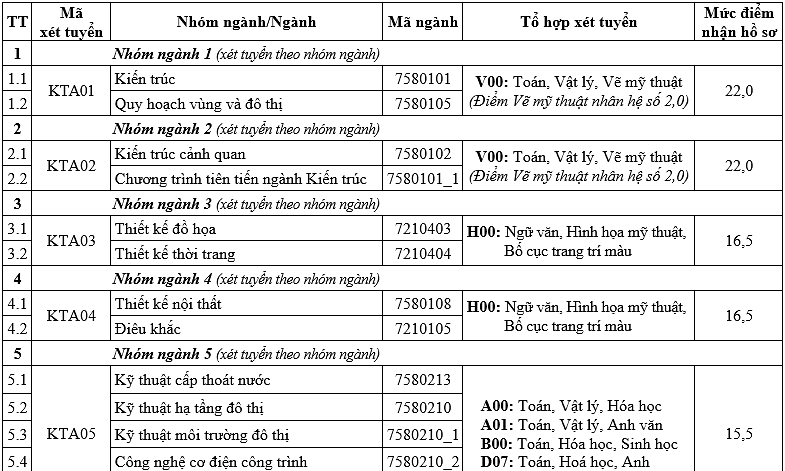 TT Mã xét tuyển Nhóm ngành/Ngành Mã ngành Tổ hợp xét tuyển Mức điểm nhận hồ sơ
1 Nhóm ngành 1 (xét tuyển theo nhóm ngành)
1.1 KTA01 Kiến trúc 7580101 V00: Toán, Vật lý, Vẽ mỹ thuật 22,0
1.2 Quy hoạch vùng và đô thị 7580105 (Điểm Vẽ mỹ thuật nhân hệ số 2,0)
2 Nhóm ngành 2 (xét tuyển theo nhóm ngành)
2.1 KTA02 Kiến trúc cảnh quan 7580102 V00: Toán, Vật lý, Vẽ mỹ thuật 22,0
2.2 Chương trình tiên tiến ngành Kiến trúc 7580101_1 (Điểm Vẽ mỹ thuật nhân hệ số 2,0)
3 Nhóm ngành 3 (xét tuyển theo nhóm ngành)
3.1 KTA03 Thiết kế đồ họa 7210403 H00: Ngữ văn, Hình họa mỹ thuật, 16,5
3.2 Thiết kế thời trang 7210404 Bố cục trang trí màu
4 Nhóm ngành 4 (xét tuyển theo nhóm ngành)
4.1 KTA04 Thiết kế nội thất 7580108 H00: Ngữ văn, Hình họa mỹ thuật, 16,5
4.2 Điêu khắc 7210105 Bố cục trang trí màu
5 Nhóm ngành 5 (xét tuyển theo nhóm ngành)
5.1 Kỹ thuật cấp thoát nước 7580213
5.2 Kỹ thuật hạ tầng đô thị 7580210 A00: Toán, Vật lý, Hóa học
A01: Toán, Vật lý, Anh văn
5.3 KTA05 Kỹ thuật môi trường đô thị 7580210_1 B00: Toán, Hóa học, Sinh học 15,5
5.4 Công nghệ cơ điện công trình 7580210_2 D07: Toán, Hoá học, Anh